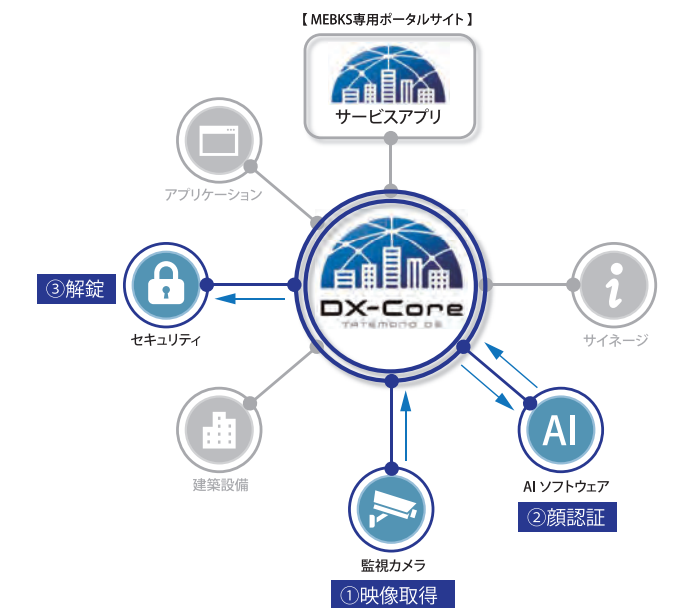 【 MEBKS専用ポータルサイト 】
サービスアプリ
アプリケーション
DX-Core
TATEMONO OS
③解錠
セキュリティ
i
サイネージ
建築設備
AI
AI ソフトウェア
②顔認証
監視カメラ
①映像取得